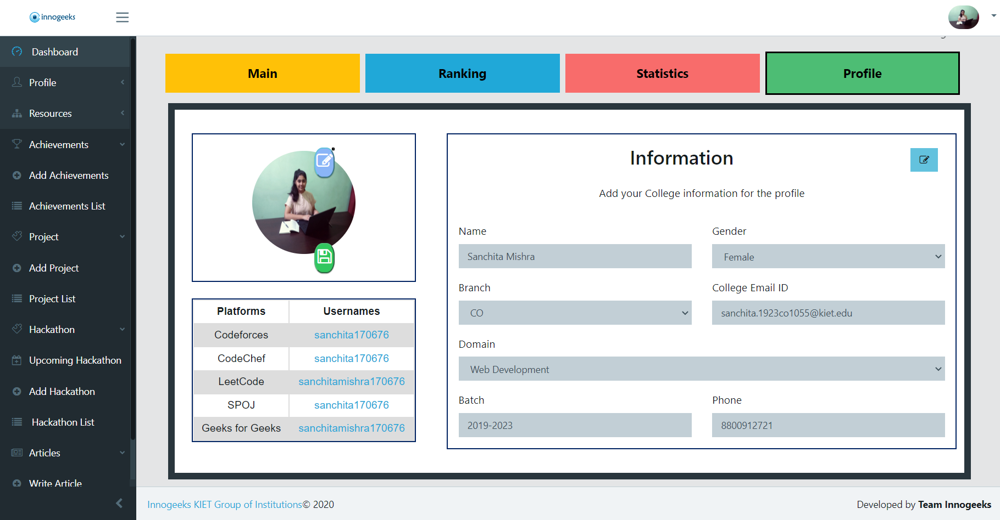 innogeeks
Dashboard
Profile
Resources
Achievements
Add Achievements
Achievements List
Project
Add Project
Project List
Hackathon
Upcoming Hackathon
Add Hackathon
Hackathon List
Articles
Write Article
Main
Ranking
Statistics
Profile
Platforms Usernames
Codeforces sanchita170676
CodeChef sanchita170676
LeetCode sanchitamishra170676
SPOJ sanchita170676
Geeks for Geeks sanchitamishra170676
Information
Add your College information for the profile
Name
Sanchita Mishra
Gender
Female
Branch
CO
College Email ID
sanchita.1923co1055@kiet.edu
Domain
Web Development
Batch
2019-2023
Phone
8800912721
Innogeeks KIET Group of Institutions© 2020
Developed by Team Innogeeks